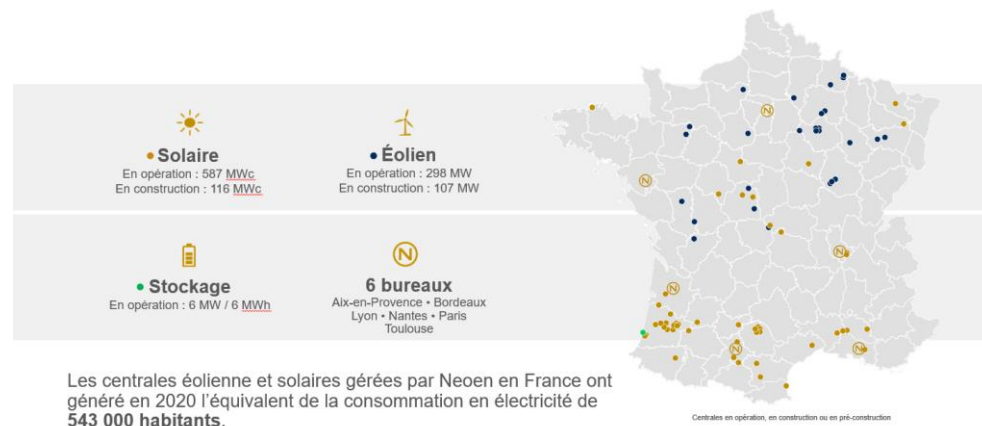 Solaire
En opération : 587 MWc
En construction : 116 MWc
Éolien
En opération : 298 MW
En construction : 107 MW
Stockage
En opération : 6 MW / 6 MWh
N
6 bureaux
Aix-en-Provence • Bordeaux
Lyon • Nantes • Paris
Toulouse
N
N
N
N
N
N
Les centrales éolienne et solaires gérées par Neoen en France ont
généré en 2020 l’équivalent de la consommation en électricité de
543 000 habitants.
Centrales en opération, en construction ou en pré-construction